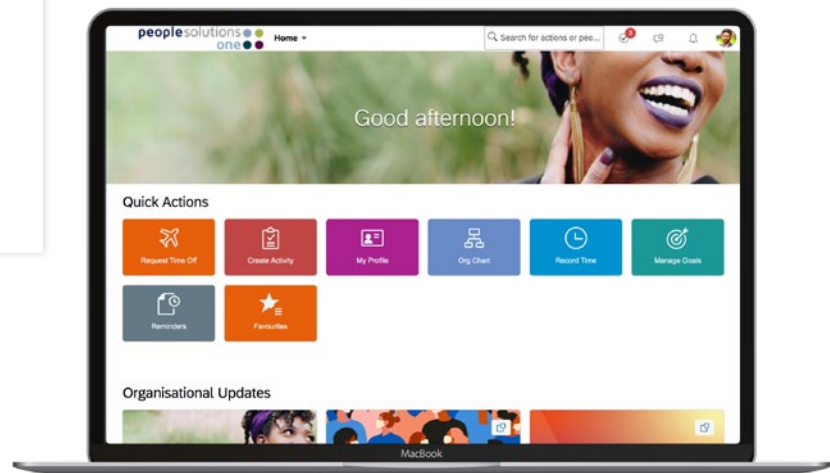 peoplesolutions
one
Home
Search for actions or peo...
3
Good afternoon!
Quick Actions
Request Time Off
Create Activity
My Profile
Org Chart
Record Time
Manage Goals
Reminders
Favourites
Organisational Updates
MacBook